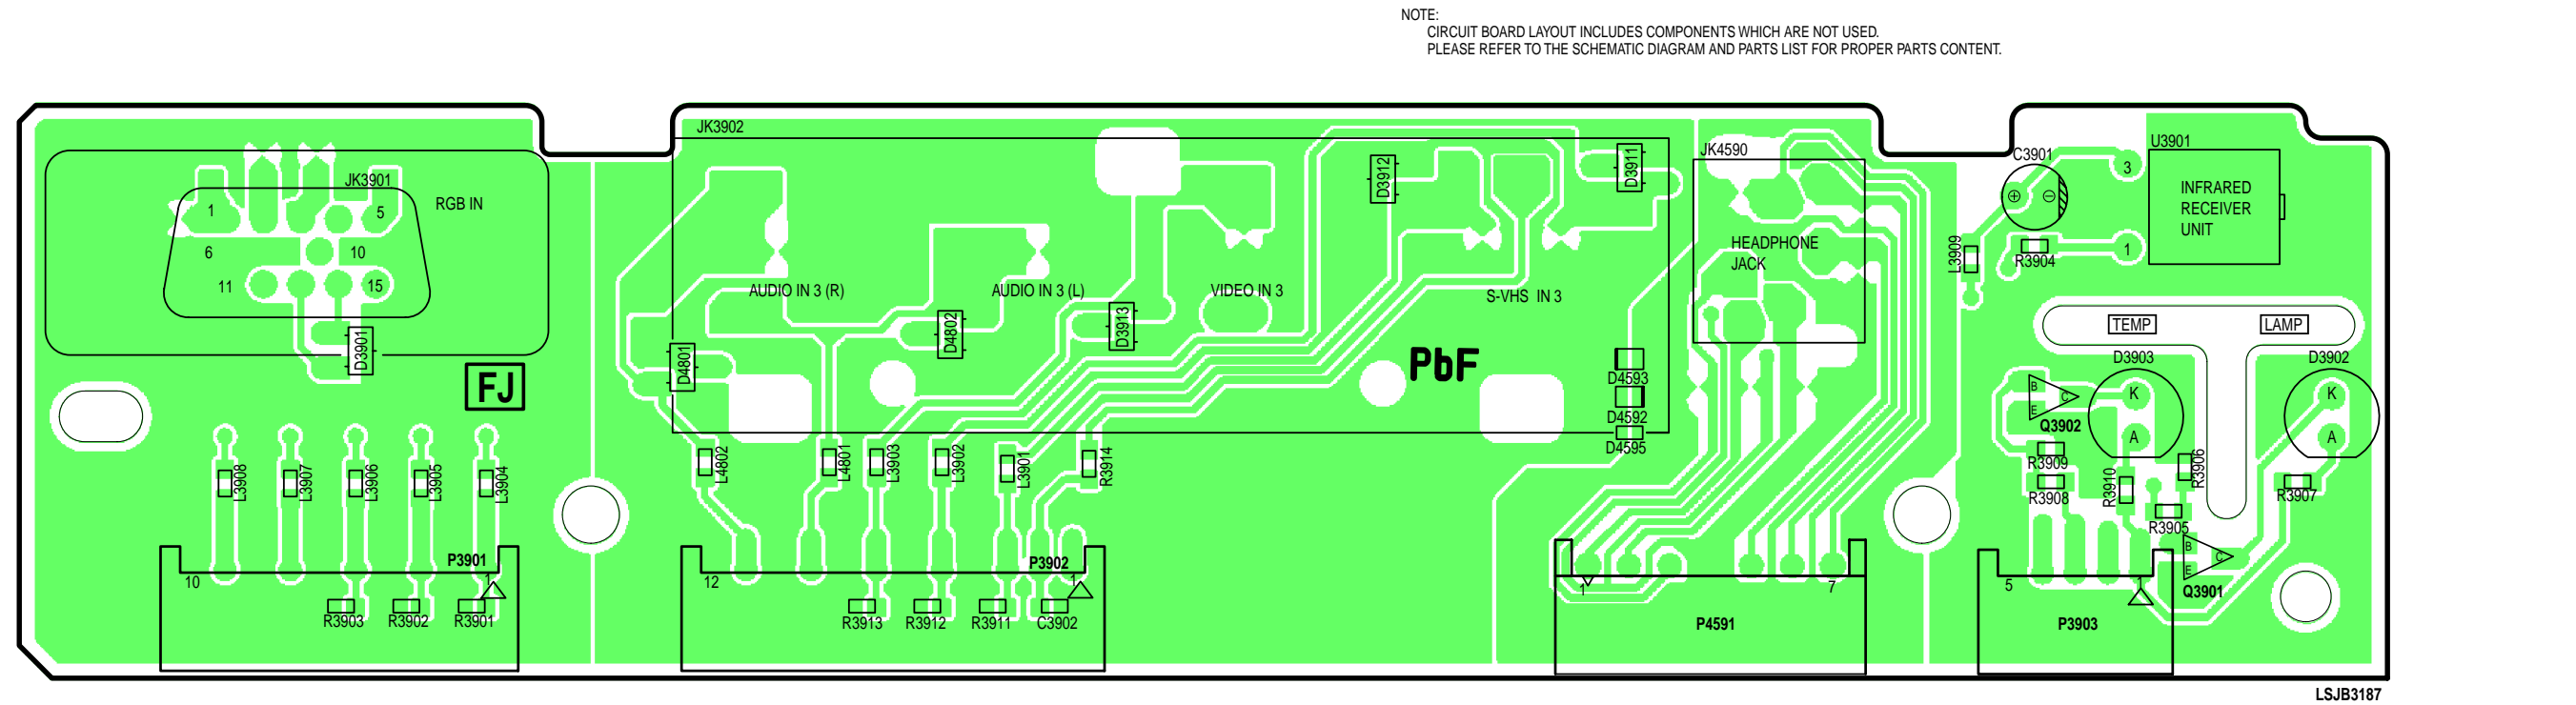 NOTE:
CIRCUIT BOARD LAYOUT INCLUDES COMPONENTS WHICH ARE NOT USED.
PLEASE REFER TO THE SCHEMATIC DIAGRAM AND PARTS LIST FOR PROPER PARTS CONTENT.
JK3902
JK3901
1
5
RGB IN
6
10
11
15
D3901
FJ
L3908
L3907
L3906
L3905
L3904
P3901
10
1
R3903
R3902
R3901
D3912
D3911
AUDIO IN 3 (R)
AUDIO IN 3 (L)
VIDEO IN 3
S-VHS IN 3
D4802
D3913
D4801
PbF
D4593
D4592
D4595
L4802
L4801
L3903
L3902
L3901
R3914
P3902
12
1
R3913
R3912
R3911
C3902
JK4590
HEADPHONE
JACK
1
7
P4591
C3901
U3901
3
INFRARED
RECEIVER
UNIT
1
L3909
R3904
TEMP
LAMP
D3903
D3902
B
C
E
K
A
K
A
Q3902
R3909
R3908
R3910
R3906
R3905
R3907
B
C
E
Q3901
5
1
P3903
LSJB3187